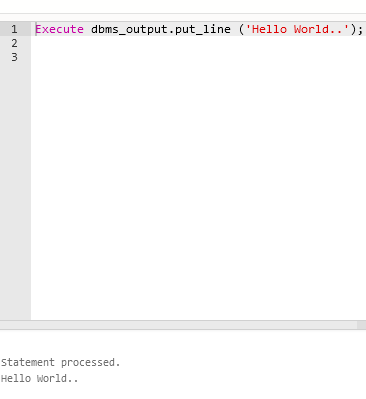 1 Execute dbms_output.put_line ('Hello World..');
2
3
Statement processed.
Hello World..